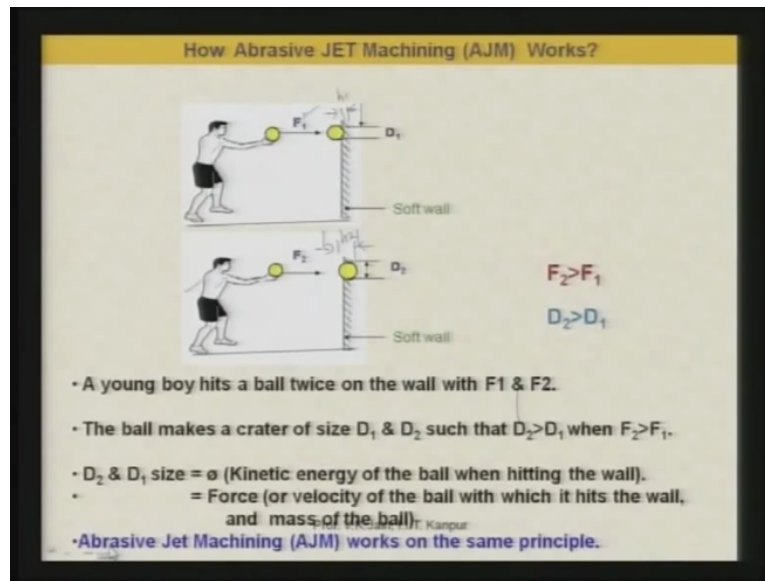 How Abrasive JET Machining (AJM) Works?
F₁
D₁
Soft wall
F₂
D₂
Soft wall
F₂>F₁
D₂>D₁
• A young boy hits a ball twice on the wall with F1 & F2.
• The ball makes a crater of size D₁ & D₂ such that D₂>D₁ when F₂>F₁.
• D₂ & D₁ size = ø (Kinetic energy of the ball when hitting the wall).
• = Force (or velocity of the ball with which it hits the wall,
and mass of the ball).
Kanpur
•Abrasive Jet Machining (AJM) works on the same principle.